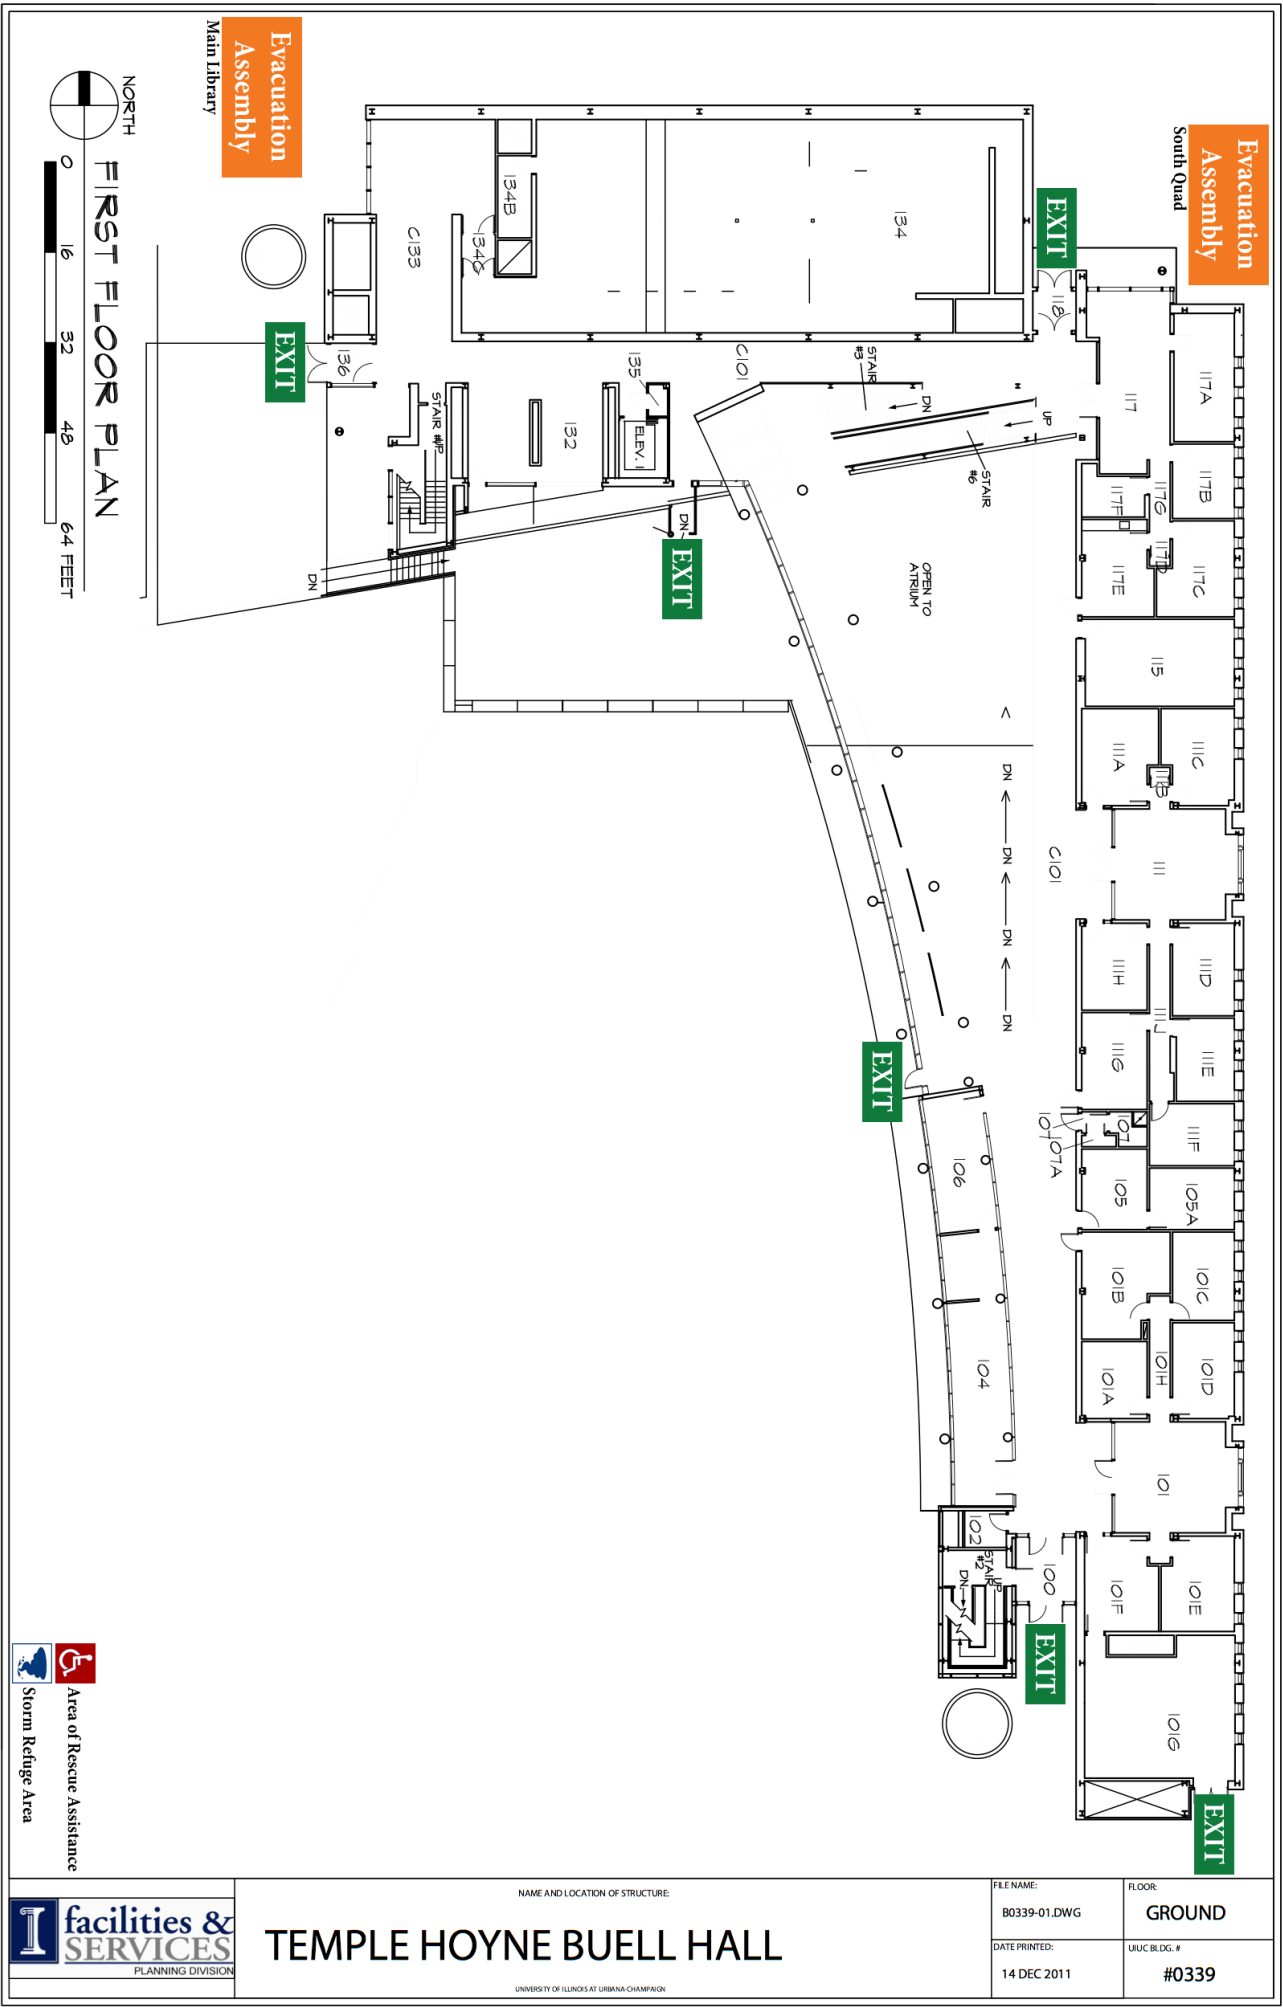 Evacuation
Assembly
Main Library
Evacuation
Assembly
South Quad
NORTH
FIRST FLOOR PLAN
0 16 32 48 64 FEET
EXIT
EXIT
EXIT
EXIT
EXIT
EXIT
134
134B
134G
C133
136
118
117
117A
117B
117G
117F
117D
117E
117C
115
111A
111C
111B
111
C101
C101
111H
111D
111J
111G
111E
111F
107
107
107A
105
105A
106
101B
101C
101H
101D
101A
104
101
102
100
101F
101E
101G
135
132
ELEV. 1
STAIR
#3
DN
UP
STAIR
#6
STAIR
UP
DN
DN
OPEN TO
ATRIUM
<
DN
DN
DN
DN
STAIR
#2
UP
DN
Area of Rescue Assistance
Storm Refuge Area
I facilities &
SERVICES
PLANNING DIVISION
NAME AND LOCATION OF STRUCTURE:
TEMPLE HOYNE BUELL HALL
UNIVERSITY OF ILLINOIS AT URBANA-CHAMPAIGN
FILE NAME:
B0339-01.DWG
DATE PRINTED:
14 DEC 2011
FLOOR:
GROUND
UIUC BLDG. #
#0339